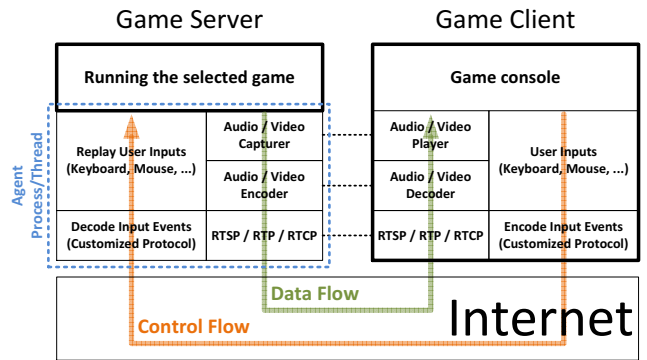 Game Server
Game Client
Running the selected game
Game console
Agent
Process/Thread
Replay User Inputs
(Keyboard, Mouse, ...)
Audio / Video
Capturer
Audio / Video
Encoder
Decode Input Events
(Customized Protocol)
RTSP / RTP / RTCP
Audio / Video
Player
Audio / Video
Decoder
RTSP / RTP / RTCP
User Inputs
(Keyboard, Mouse, ...)
Encode Input Events
(Customized Protocol)
Data Flow
Control Flow
Internet